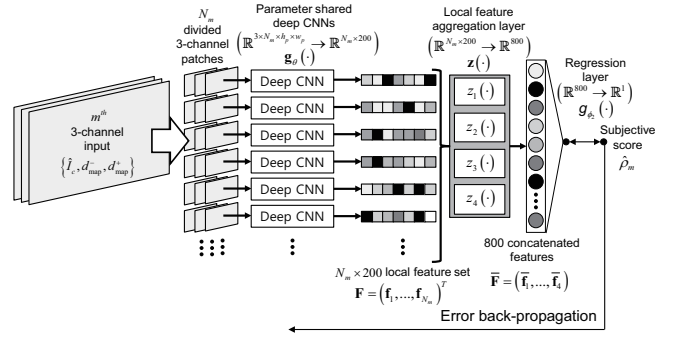 N_m
divided
3-channel
patches
Parameter shared
deep CNNs
(ℝ^{3×N_m×h_p×w_p} → ℝ^{N_m×200})
g_θ(·)
Local feature
aggregation layer
(ℝ^{N_m×200} → ℝ^{800})
z(·)
Regression
layer
(ℝ^{800} → ℝ^1)
g_{ϕ_2}(·)
Subjective
score
ρ̂_m
m^{th}
3-channel
input
{Î_c, d⁻_map, d⁺_map}
Deep CNN
Deep CNN
Deep CNN
Deep CNN
Deep CNN
Deep CNN
z_1(·)
z_2(·)
z_3(·)
z_4(·)
N_m × 200 local feature set
F = (f_1,...,f_{N_m})^T
800 concatenated
features
F̄ = (f̄_1,...,f̄_4)
Error back-propagation